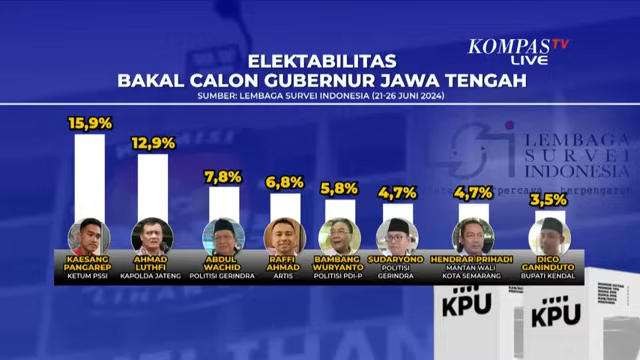 KOMPAS TV
LIVE
ELEKTABILITAS
BAKAL CALON GUBERNUR JAWA TENGAH
SUMBER: LEMBAGA SURVEI INDONESIA (21-26 JUNI 2024)
15,9%
12,9%
7,8%
6,8%
5,8%
4,7%
4,7%
3,5%
LEMBAGA
SURVEI
INDONESIA
KAESANG
PANGAREP
KETUM PSSI
AHMAD
LUTHFI
KAPOLDA JATENG
ABDUL
WACHID
POLITISI GERINDRA
RAFFI
AHMAD
ARTIS
BAMBANG
WURYANTO
POLITISI PDI-P
SUDARYONO
POLITISI
GERINDRA
HENDRAR PRIHADI
MANTAN WALI
KOTA SEMARANG
DICO
GANINDUTO
BUPATI KENDAL
KPU
KPU